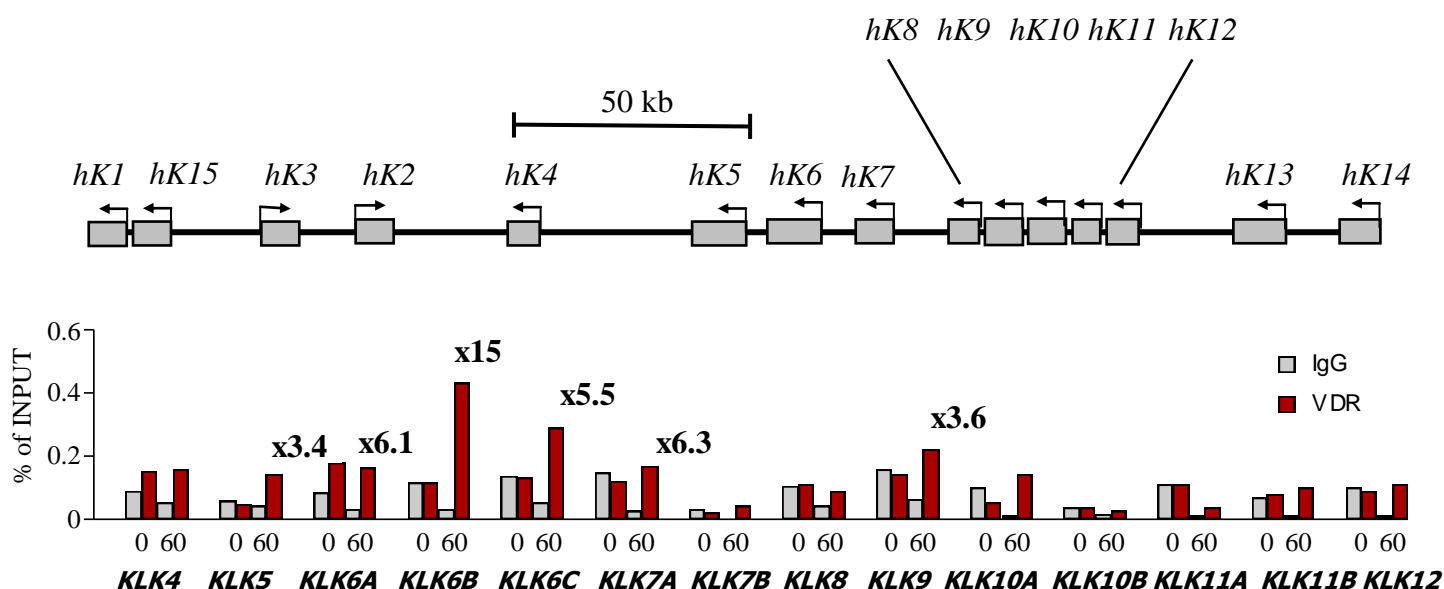 hK8 hK9 hK10 hK11 hK12
50 kb
hK1 hK15 hK3 hK2 hK4 hK5 hK6 hK7 hK13 hK14
0.6
0.4
0.2
0
% of INPUT
x15
x5.5
x3.4 x6.1 x6.3 x3.6
IgG
VDR
0 60 0 60 0 60 0 60 0 60 0 60 0 60 0 60 0 60 0 60 0 60 0 60 0 60 0 60
KLK4 KLK5 KLK6A KLK6B KLK6C KLK7A KLK7B KLK8 KLK9 KLK10A KLK10B KLK11A KLK11B KLK12